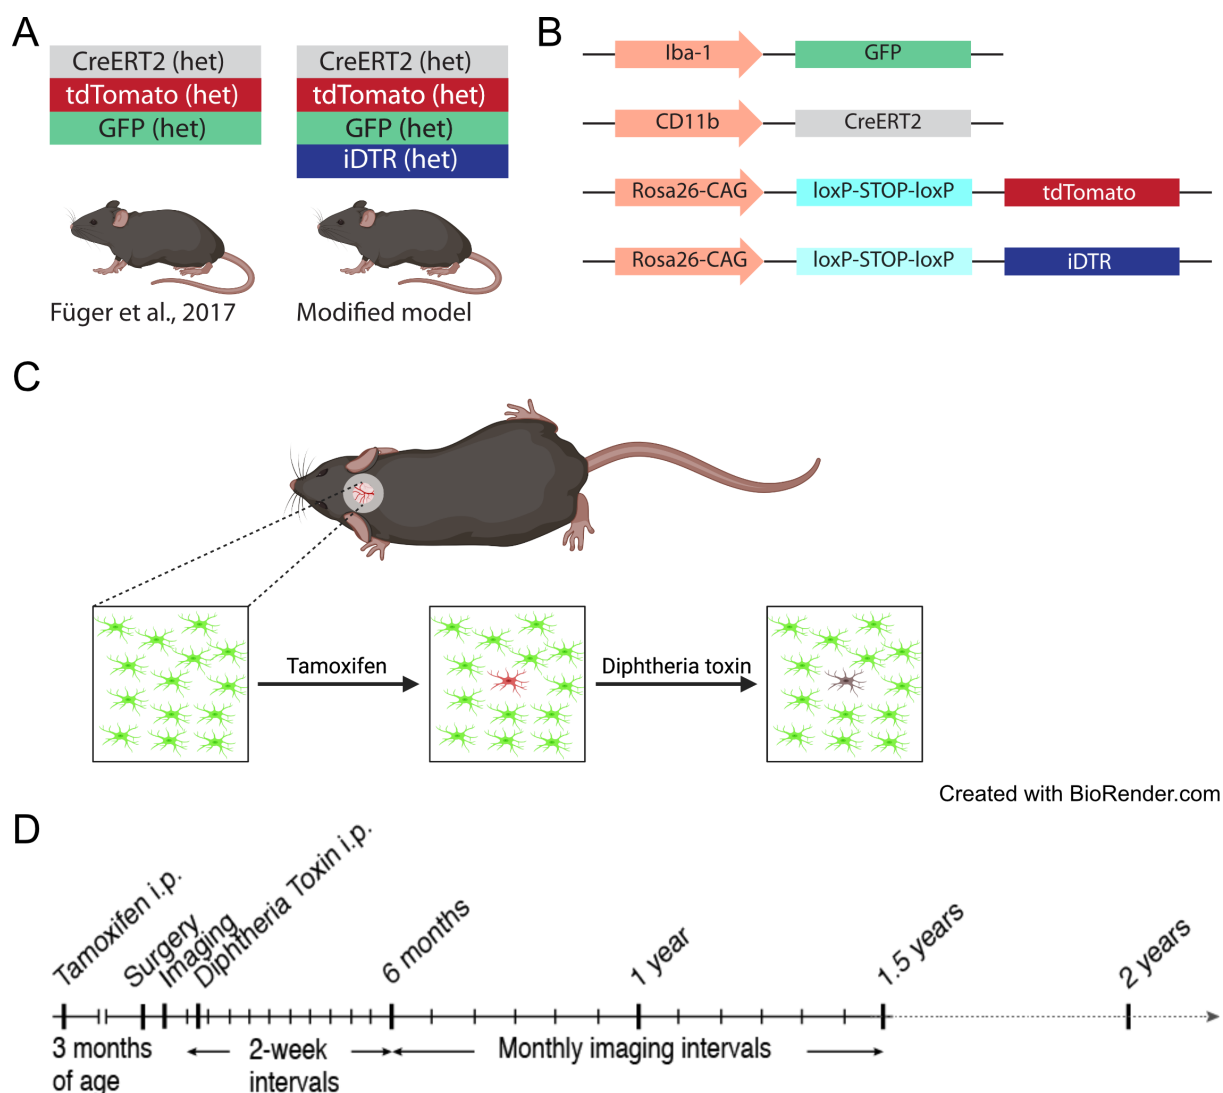 A
CreERT2 (het)
tdTomato (het)
GFP (het)
Füger et al., 2017
CreERT2 (het)
tdTomato (het)
GFP (het)
iDTR (het)
Modified model
B
Iba-1
GFP
CD11b
CreERT2
Rosa26-CAG
loxP-STOP-loxP
tdTomato
Rosa26-CAG
loxP-STOP-loxP
iDTR
C
Tamoxifen
Diphtheria toxin
Created with BioRender.com
D
Tamoxifen i.p.
Surgery
Imaging
Diphtheria Toxin i.p.
6 months
1 year
1.5 years
2 years
3 months
of age
2-week
intervals
Monthly imaging intervals